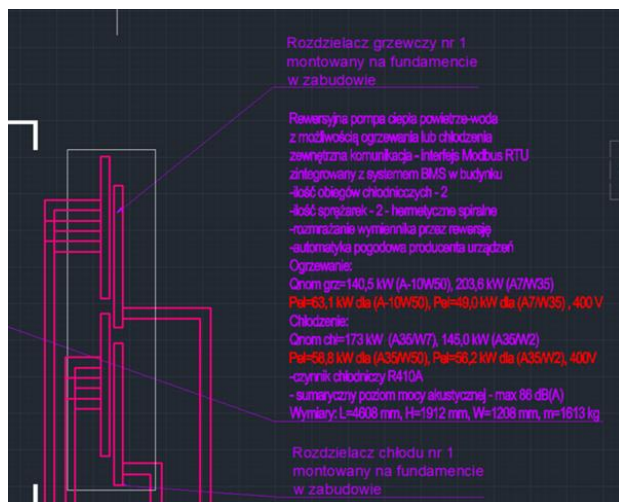 Rozdzielacz grzewczy nr 1
montowany na fundamencie
w zabudowie
Rewersyjna pompa ciepła powietrze-woda
z możliwością ogrzewania lub chłodzenia
zewnętrzna komunikacja - Interfejs Modbus RTU
zintegrowany z systemem BMS w budynku
-ilość obiegów chłodniczych - 2
-ilość sprężarek - 2 - hermetyczne spiralne
-rozmrażanie wymiennika przez rewersję
-automatyka pogodowa producenta urządzeń
Ogrzewanie:
Qnom grz=140,5 kW (A-10W50), 203,6 kW (A7/W35)
Pel=63,1 kW dla (A-10W50), Pel=49,0 kW dla (A7/W35) , 400 V
Chłodzenie:
Qnom chł=173 kW (A35/W7), 145,0 kW (A35/W2)
Pel=58,8 kW dla (A35/W50), Pel=56,2 kW dla (A35/W2), 400V
-czynnik chłodniczy R410A
- sumaryczny poziom mocy akustycznej - max 86 dB(A)
Wymiary: L=4608 mm, H=1912 mm, W=1208 mm, m=1613 kg
Rozdzielacz chłodu nr 1
montowany na fundamencie
w zabudowie